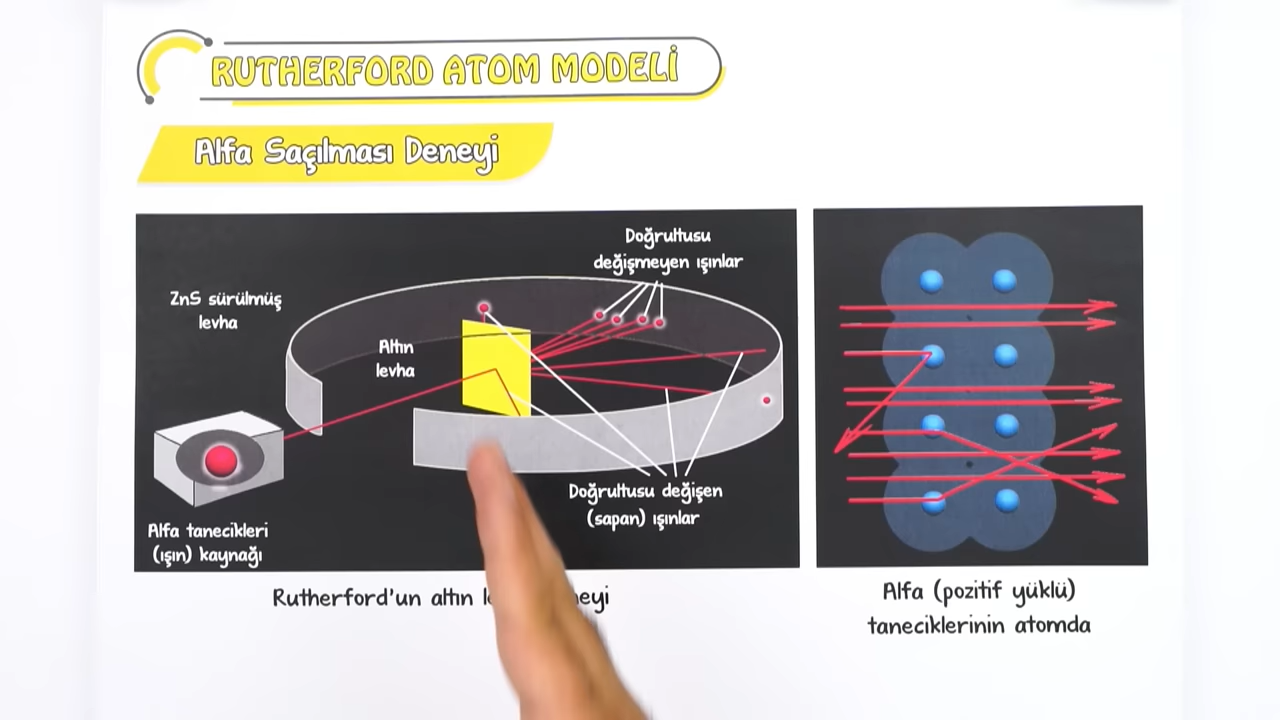 RUTHERFORD ATOM MODELİ
Alfa Saçılması Deneyi
Doğrultusu
değişmeyen ışınlar
ZnS sürülmüş
levha
Altın
levha
Doğrultusu değişen
(sapan) ışınlar
Alfa tanecikleri
(ışın) kaynağı
Rutherford'un altın
Alfa (pozitif yüklü)
taneciklerinin atomda